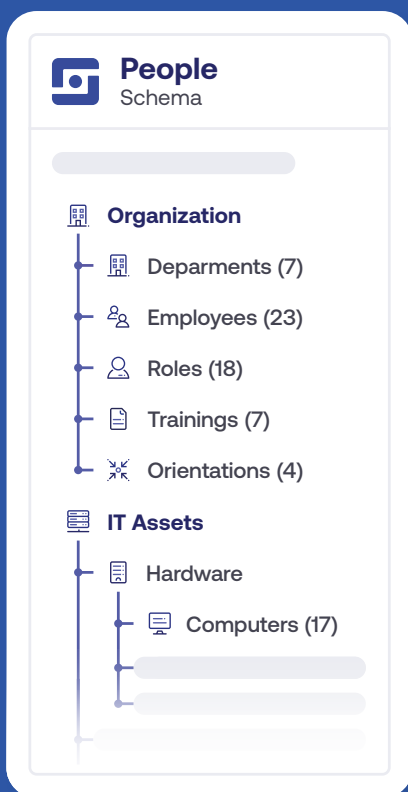 People
Schema
Organization
Deparments (7)
Employees (23)
Roles (18)
Trainings (7)
Orientations (4)
IT Assets
Hardware
Computers (17)